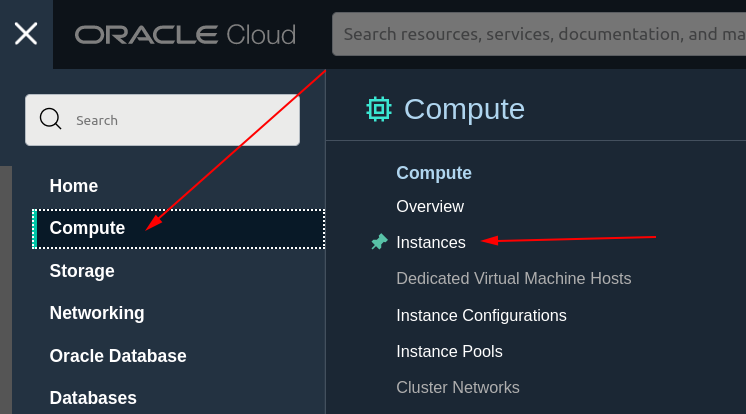 ORACLE Cloud
Search resources, services, documentation, and ma
Search
Home
Compute
Storage
Networking
Oracle Database
Databases
Compute
Compute
Overview
Instances
Dedicated Virtual Machine Hosts
Instance Configurations
Instance Pools
Cluster Networks